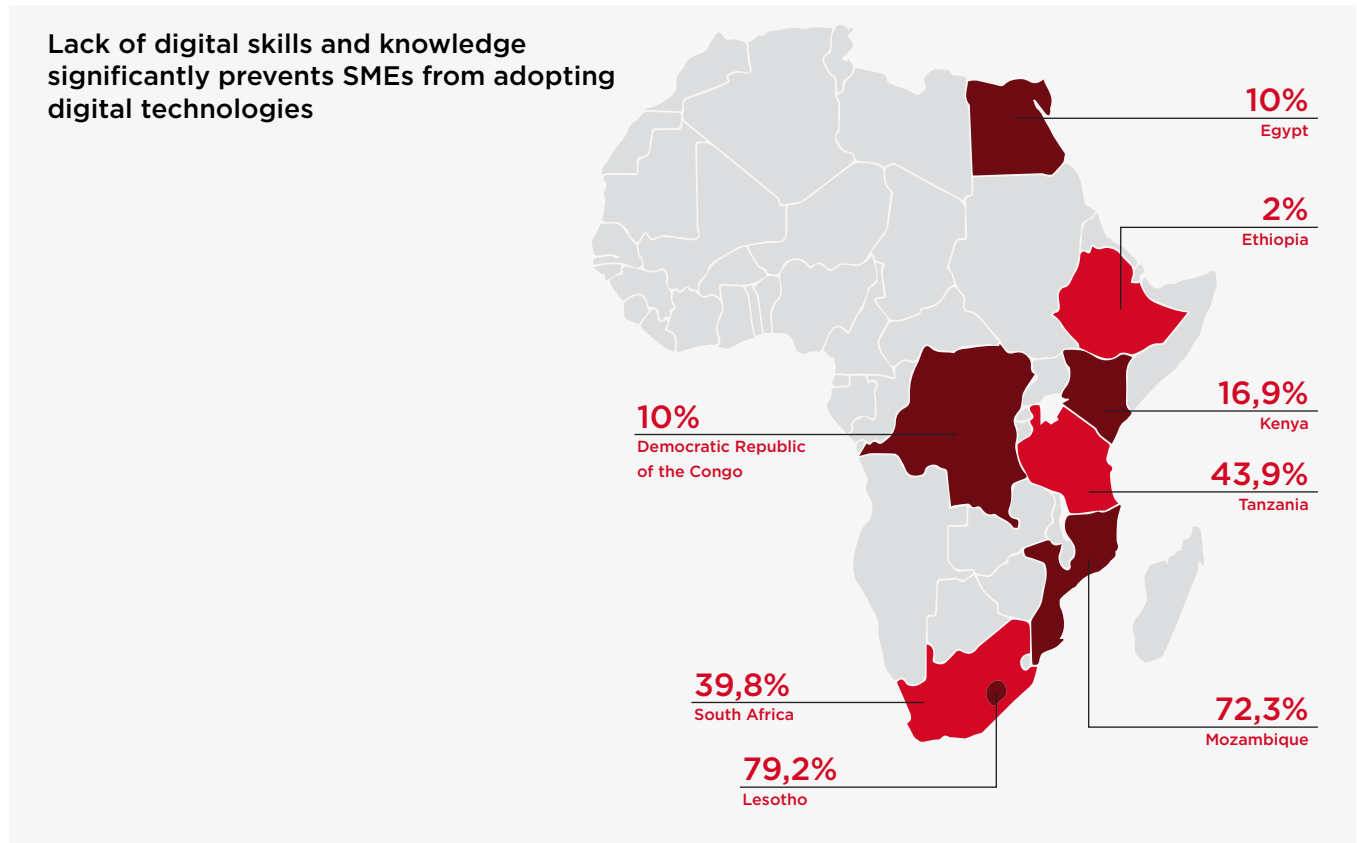 Lack of digital skills and knowledge
significantly prevents SMEs from adopting
digital technologies
10%
Egypt
2%
Ethiopia
16,9%
Kenya
10%
Democratic Republic
of the Congo
43,9%
Tanzania
39,8%
South Africa
72,3%
Mozambique
79,2%
Lesotho